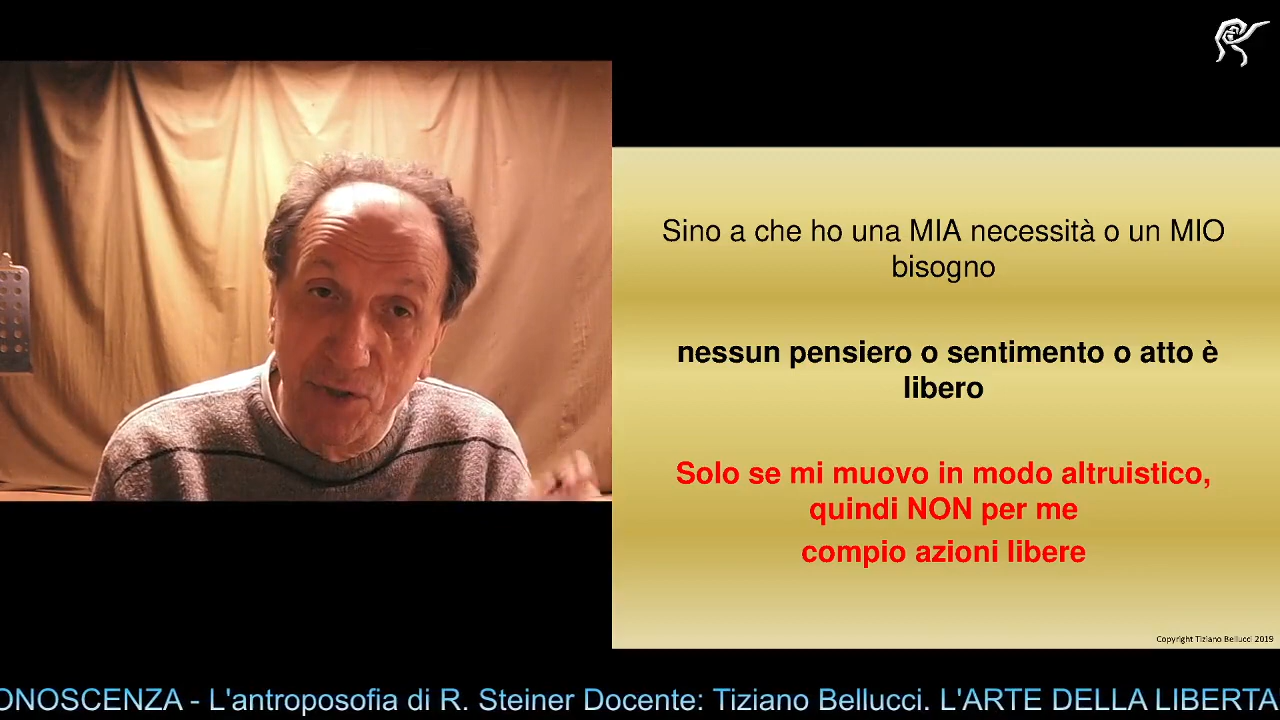 Sino a che ho una MIA necessità o un MIO
bisogno
nessun pensiero o sentimento o atto è
libero
Solo se mi muovo in modo altruistico,
quindi NON per me
compio azioni libere
Copyright Tiziano Bellucci 2019
ONOSCENZA - L'antroposofia di R. Steiner Docente: Tiziano Bellucci. L'ARTE DELLA LIBERTA